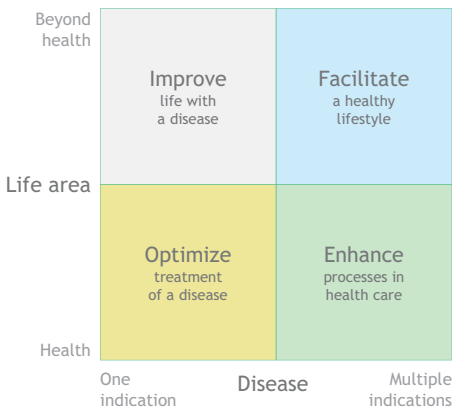 Beyond
health
Improve
life with
a disease
Facilitate
a healthy
lifestyle
Life area
Optimize
treatment
of a disease
Enhance
processes in
health care
Health
One
indication
Disease
Multiple
indications